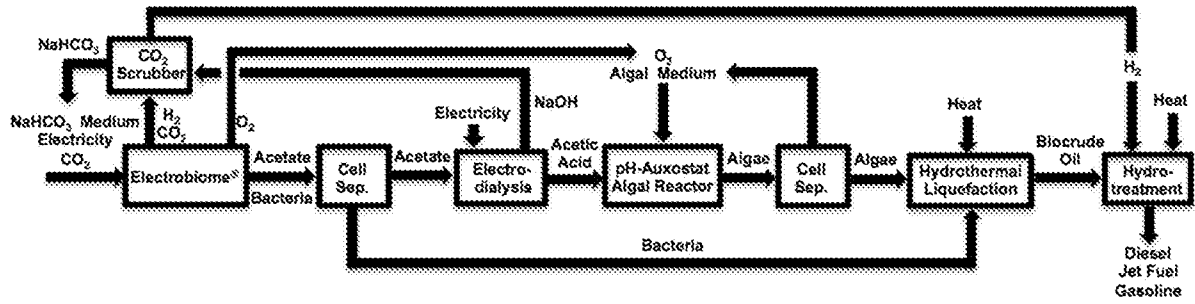 NaHCO3
CO2
Scrubber
O2
Algal Medium
H2
NaHCO3 Medium
Electricity
CO2
H2
CO2
O2
Electricity
NaOH
Heat
Heat
Electrobiome®
Acetate
Bacteria
Cell
Sep.
Acetate
Electro-
dialysis
Acetic
Acid
pH-Auxostat
Algal Reactor
Algae
Cell
Sep.
Algae
Hydrothermal
Liquefaction
Biocrude
Oil
Hydro-
treatment
Bacteria
Diesel
Jet Fuel
Gasoline